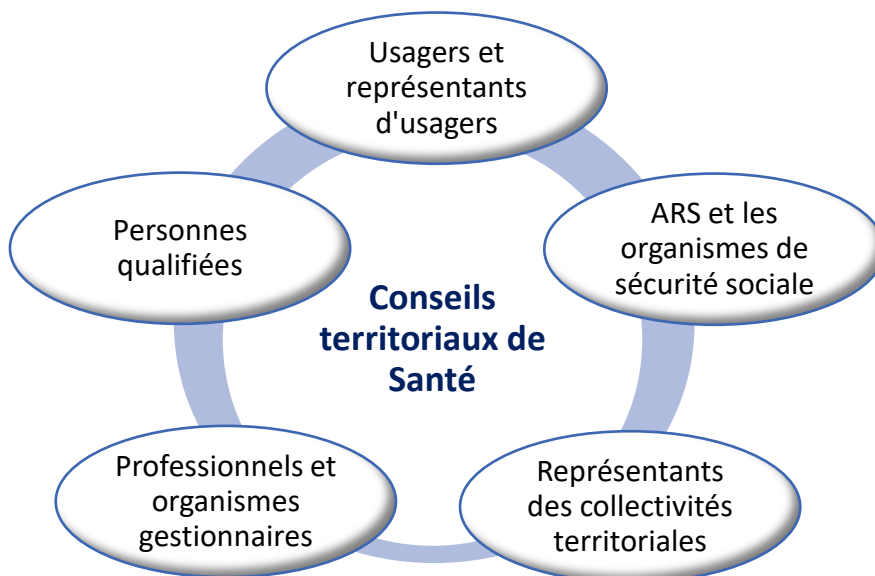 Usagers et
représentants
d'usagers
ARS et les
organismes de
sécurité sociale
Représentants
des collectivités
territoriales
Professionnels et
organismes
gestionnaires
Personnes
qualifiées
Conseils
territoriaux de
Santé